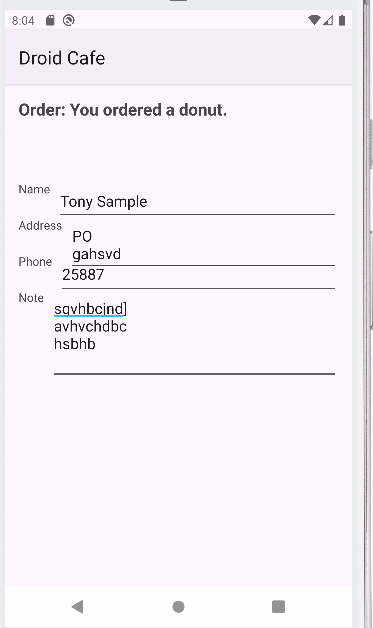 8:04
Droid Cafe
Order: You ordered a donut.
Name
Tony Sample
Address
PO
gahsvd
Phone
25887
Note
sgvhbcjnd]
avhvchdbc
hsbhb